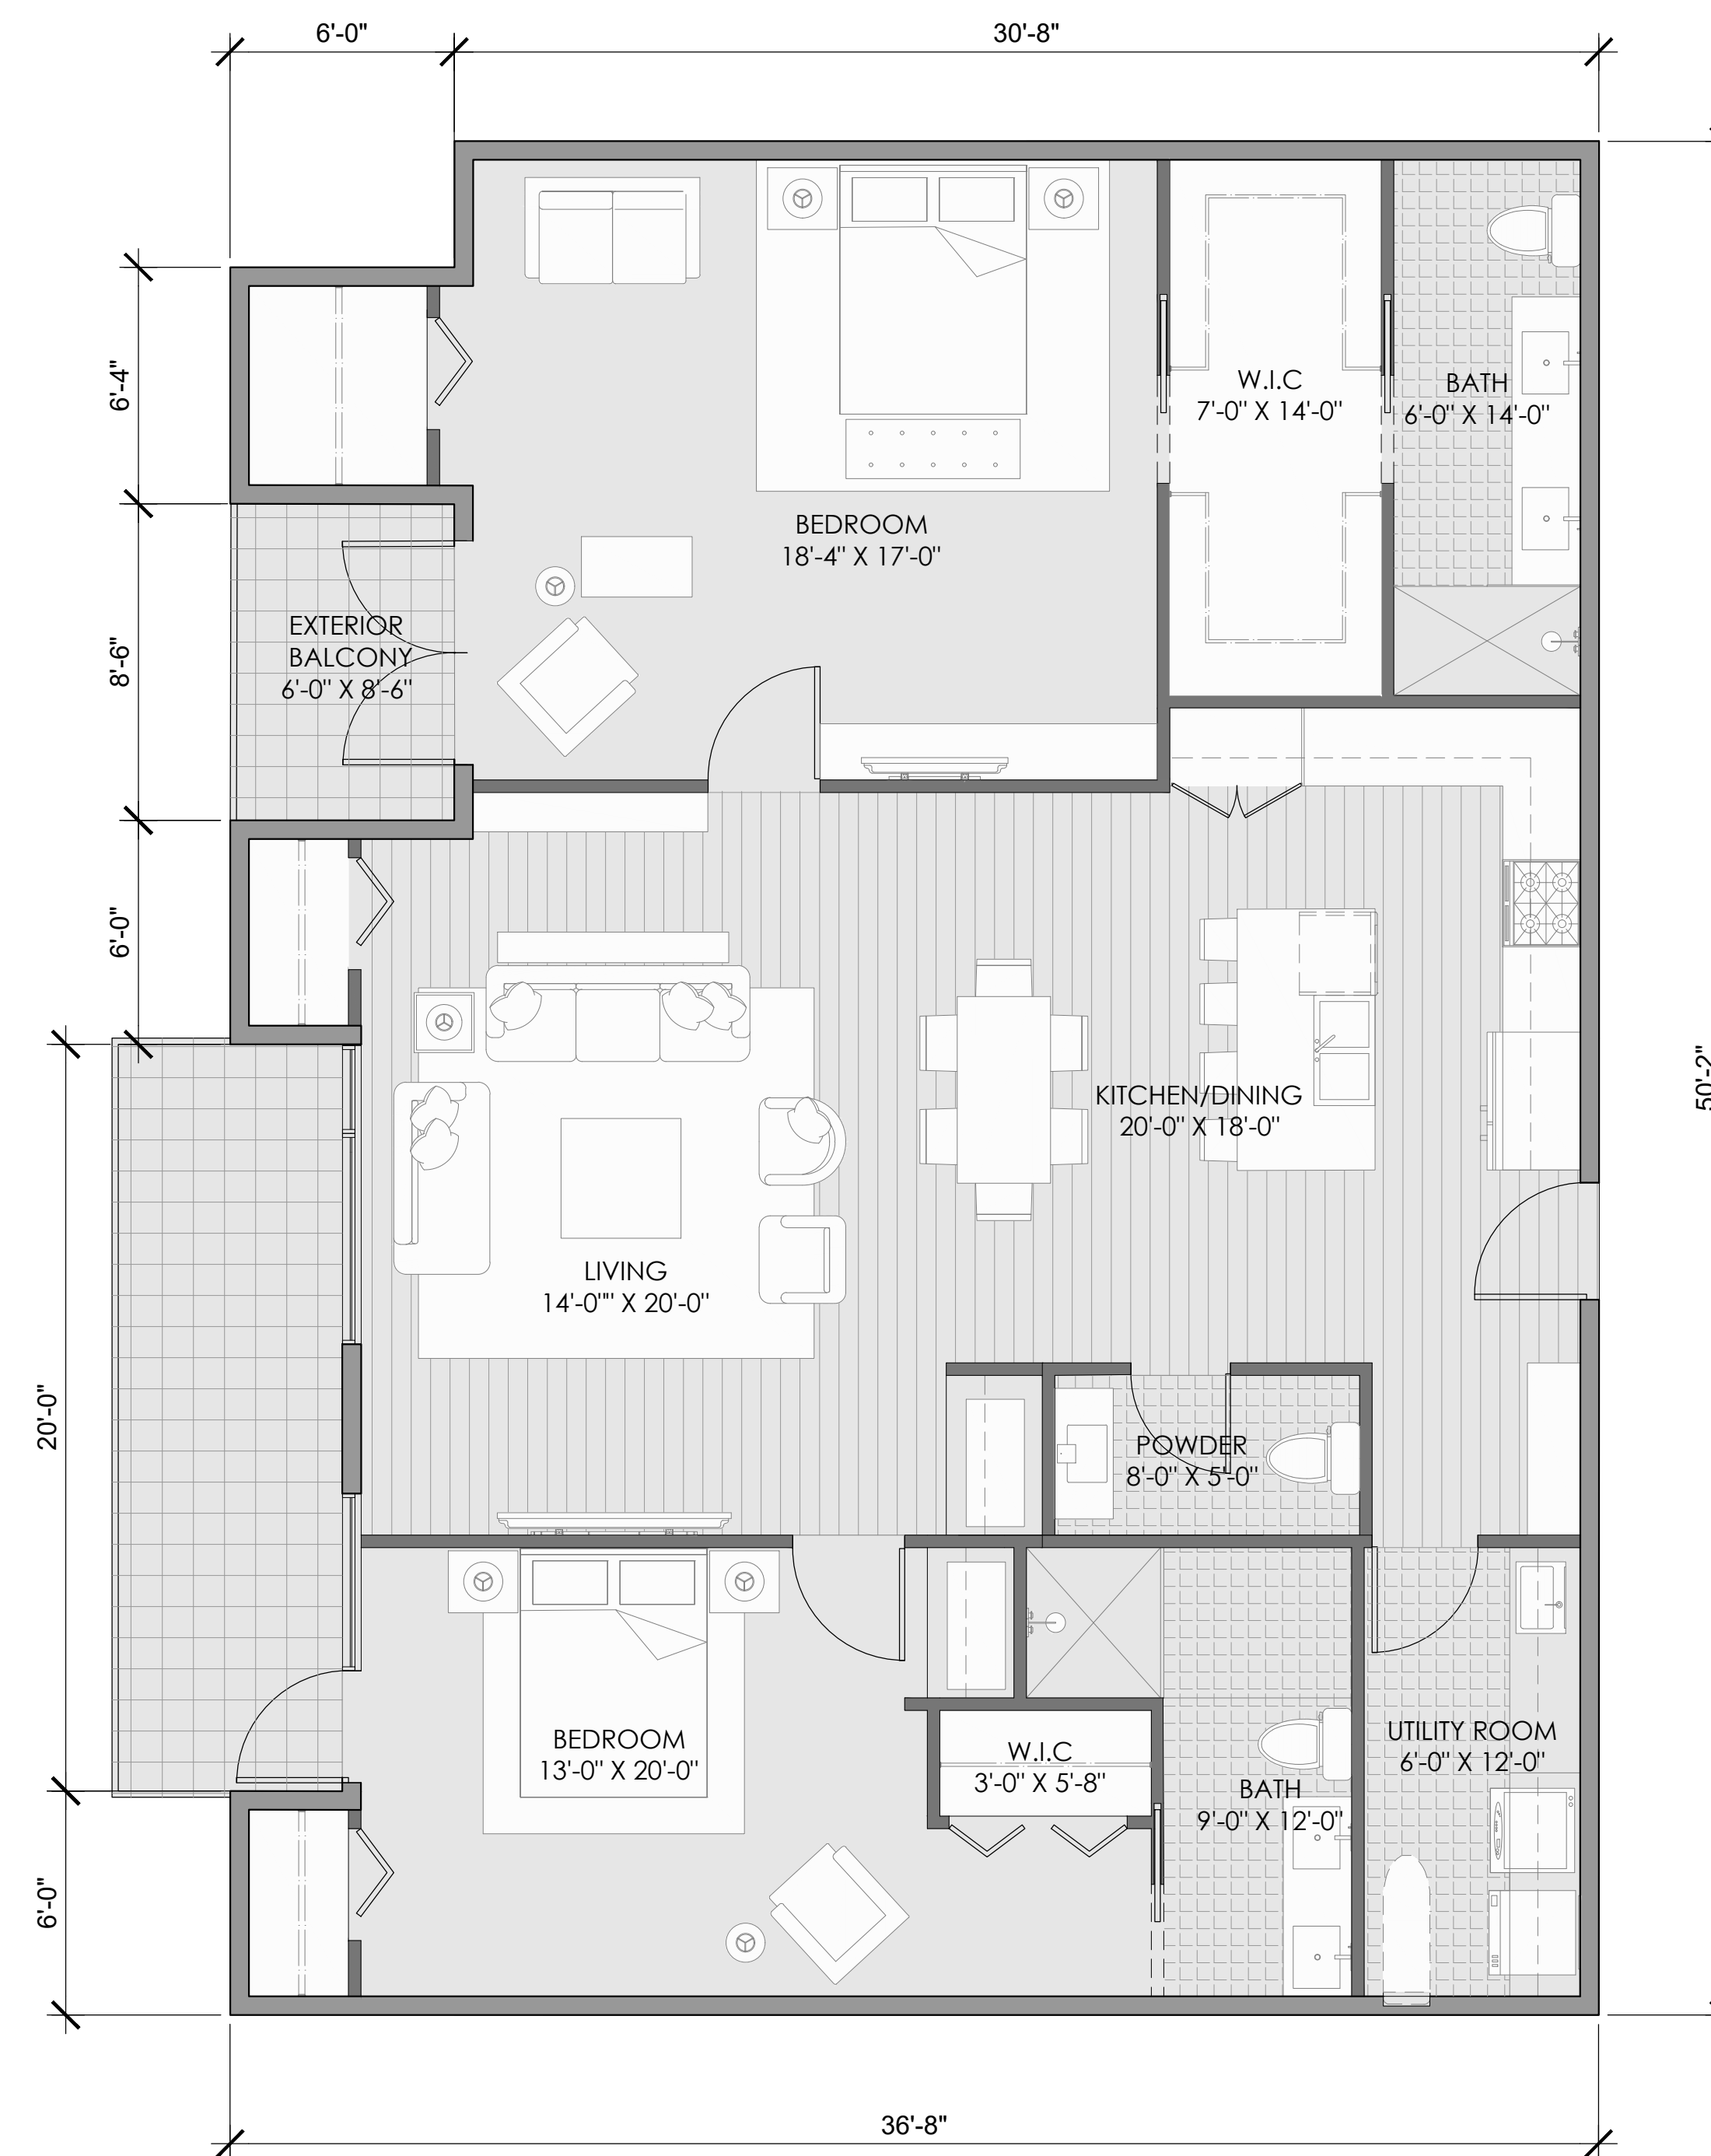 6'-0"
30'-8"
6'-4"
W.I.C
7'-0" X 14'-0"
BATH
6'-0" X 14'-0"
BEDROOM
18'-4" X 17'-0"
8'-6"
EXTERIOR
BALCONY
6'-0" X 8'-6"
6'-0"
50'-2"
KITCHEN/DINING
20'-0" X 18'-0"
LIVING
14'-0"" X 20'-0"
20'-0"
POWDER
8'-0" X 5'-0"
BEDROOM
13'-0" X 20'-0"
W.I.C
3'-0" X 5'-8"
BATH
9'-0" X 12'-0"
UTILITY ROOM
6'-0" X 12'-0"
6'-0"
36'-8"